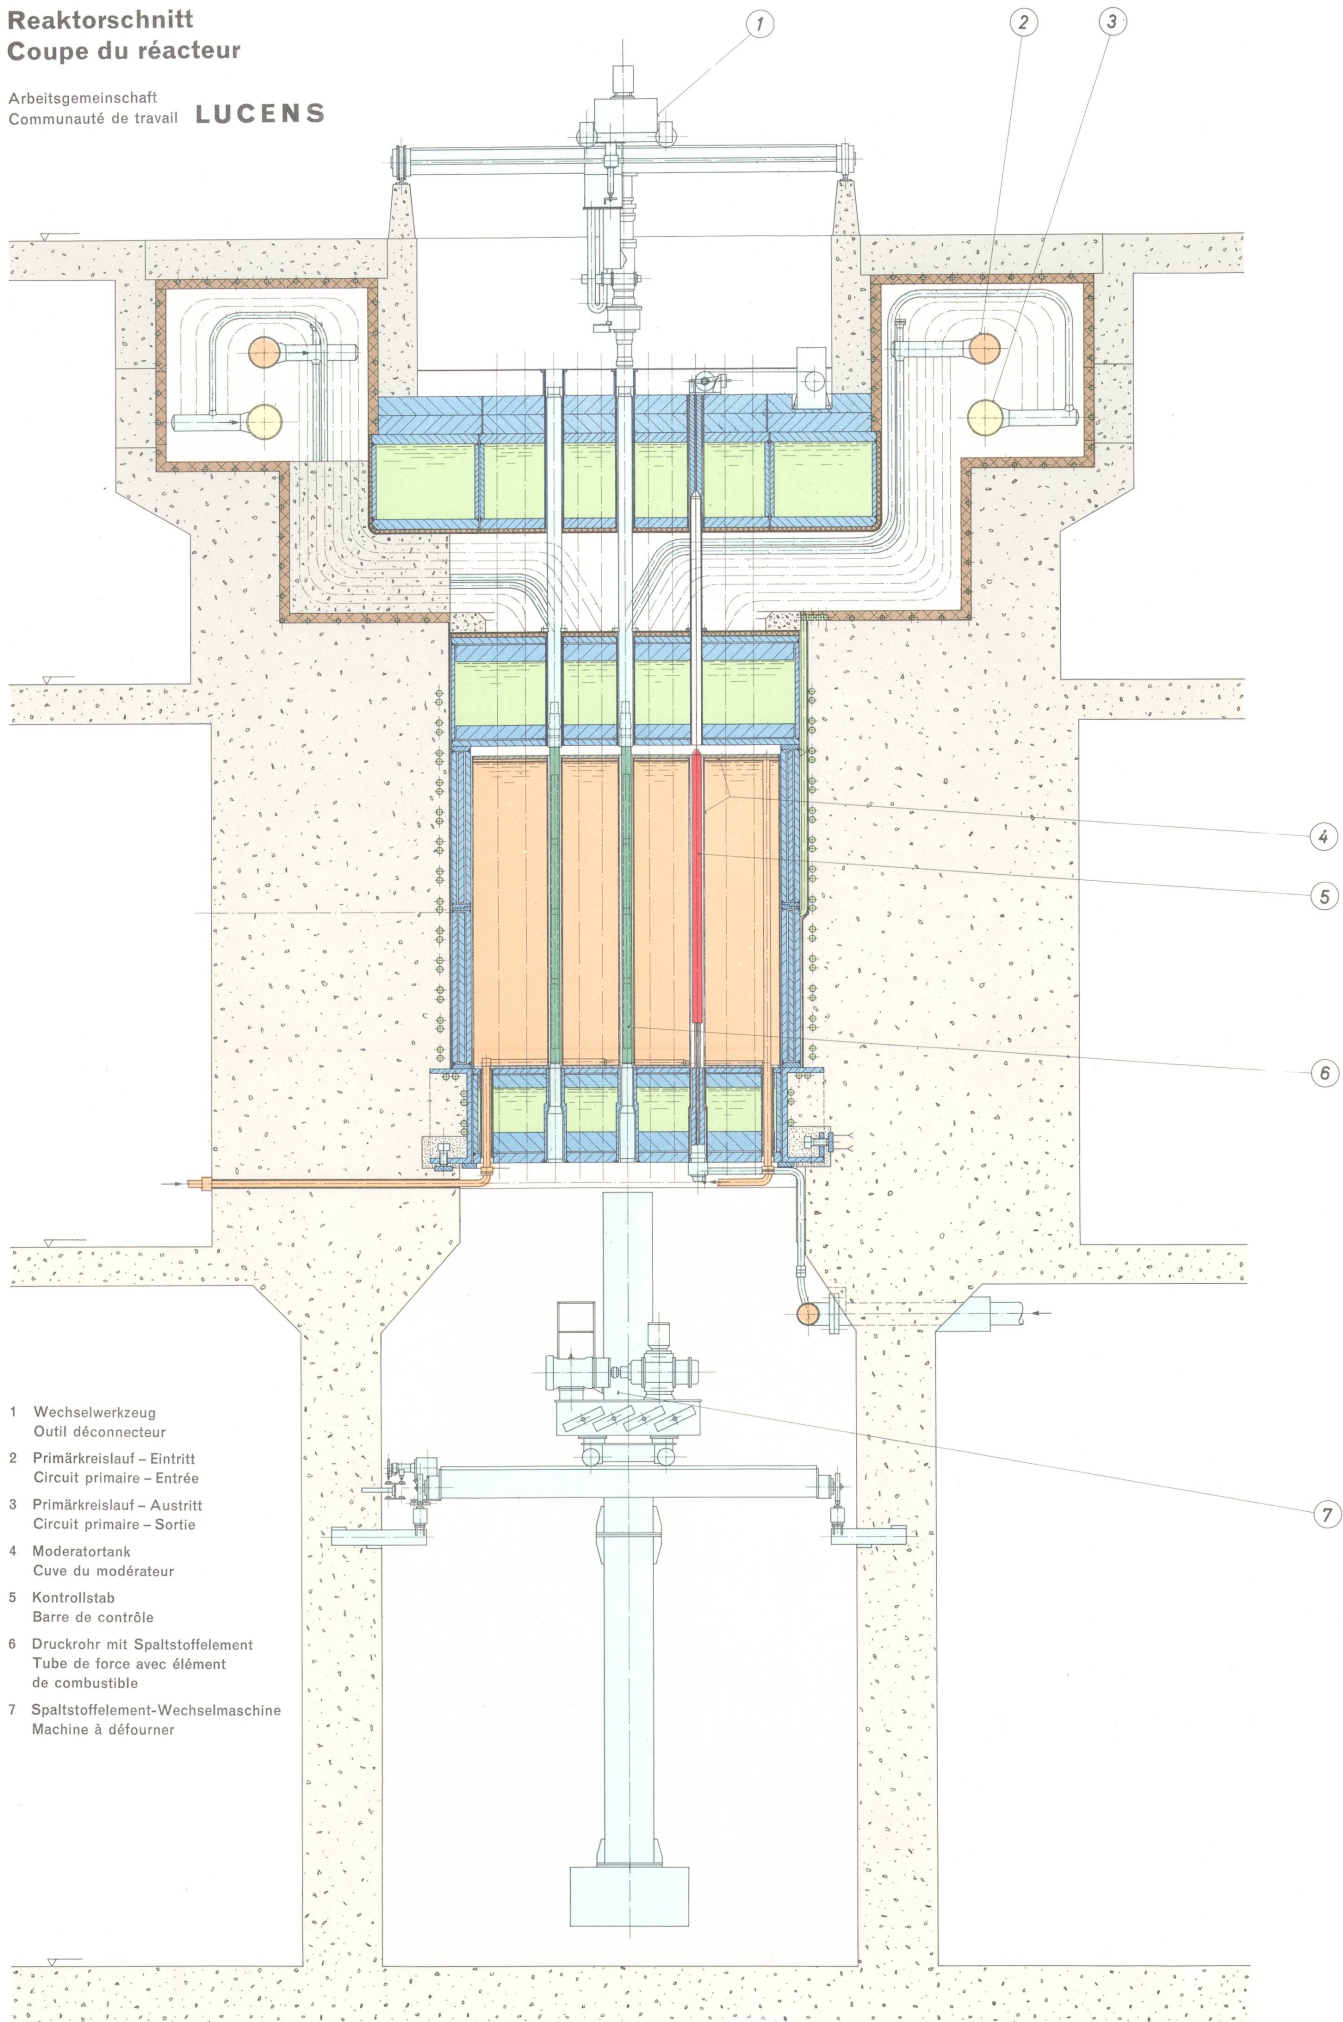 Reaktorschnitt
Coupe du réacteur
Arbeitsgemeinschaft
Communauté de travail LUCENS
1
2
3
4
5
6
7
1 Wechselwerkzeug
Outil déconnecteur
2 Primärkreislauf – Eintritt
Circuit primaire – Entrée
3 Primärkreislauf – Austritt
Circuit primaire – Sortie
4 Moderatortank
Cuve du modérateur
5 Kontrollstab
Barre de contrôle
6 Druckrohr mit Spaltstoffelement
Tube de force avec élément
de combustible
7 Spaltstoffelement-Wechselmaschine
Machine à défourner